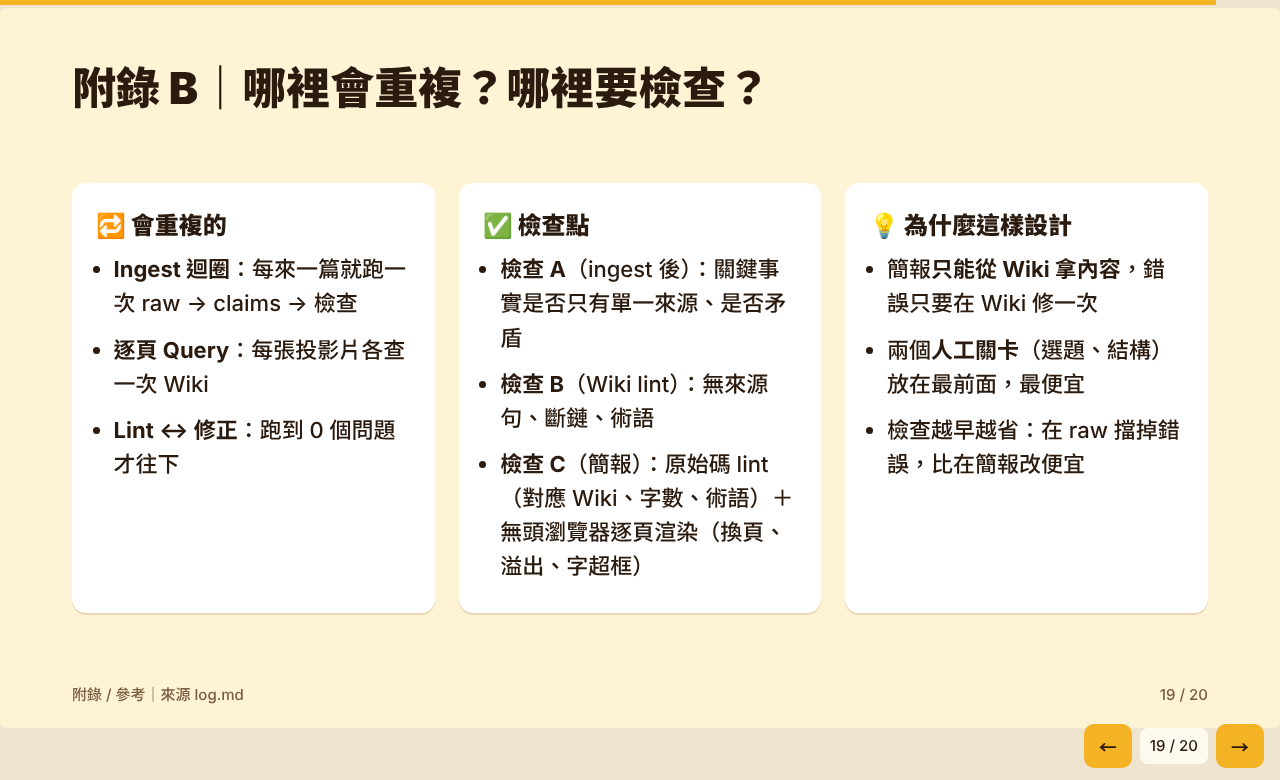 附錄 B｜哪裡會重複？哪裡要檢查？
🔁 會重複的
• Ingest 迴圈：每來一篇就跑一
次 raw → claims → 檢查
• 逐頁 Query：每張投影片各查
一次 Wiki
• Lint ↔ 修正：跑到 0 個問題
才往下
✅ 檢查點
• 檢查 A（ingest 後）：關鍵事
實是否只有單一來源、是否矛
盾
• 檢查 B（Wiki lint）：無來源
句、斷鏈、術語
• 檢查 C（簡報）：原始碼 lint
（對應 Wiki、字數、術語）＋
無頭瀏覽器逐頁渲染（換頁、
溢出、字超框）
💡 為什麼這樣設計
• 簡報只能從 Wiki 拿內容，錯
誤只要在 Wiki 修一次
• 兩個人工關卡（選題、結構）
放在最前面，最便宜
• 檢查越早越省：在 raw 擋掉錯
誤，比在簡報改便宜
附錄 / 參考｜來源 log.md
19 / 20
← 19 / 20 →